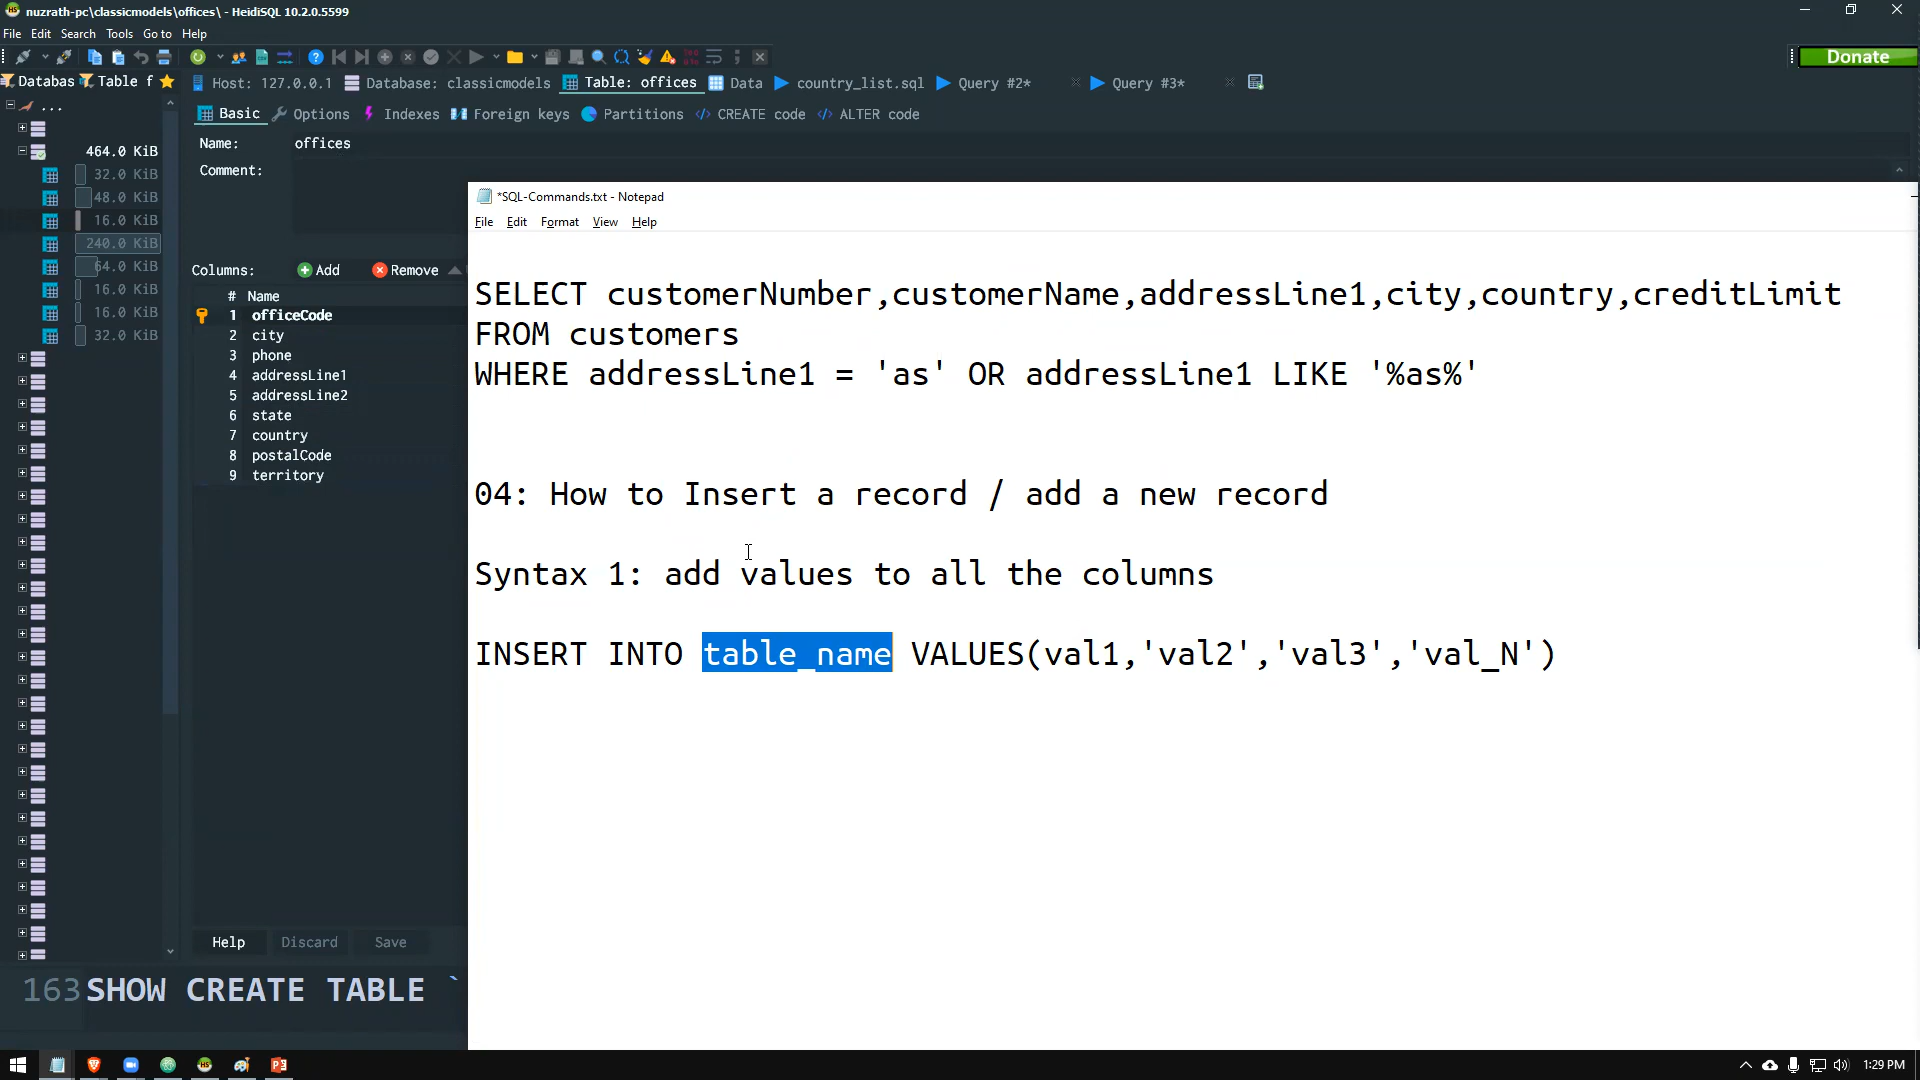 nuzrath-pc\classicmodels\offices\ - HeidiSQL 10.2.0.5599
File Edit Search Tools Go to Help
Donate
Databas Table f Host: 127.0.0.1 Database: classicmodels Table: offices Data country_list.sql Query #2* Query #3*
...
Basic Options Indexes Foreign keys Partitions CREATE code ALTER code
Name: offices
Comment:
464.0 KiB
32.0 KiB
48.0 KiB
16.0 KiB
240.0 KiB
64.0 KiB
16.0 KiB
16.0 KiB
32.0 KiB
Columns: Add Remove
# Name
1 officeCode
2 city
3 phone
4 addressLine1
5 addressLine2
6 state
7 country
8 postalCode
9 territory
Help Discard Save
163 SHOW CREATE TABLE `
*SQL-Commands.txt - Notepad
File Edit Format View Help
SELECT customerNumber,customerName,addressLine1,city,country,creditLimit
FROM customers
WHERE addressLine1 = 'as' OR addressLine1 LIKE '%as%'
04: How to Insert a record / add a new record
Syntax 1: add values to all the columns
INSERT INTO table_name VALUES(val1,'val2','val3','val_N')
1:29 PM